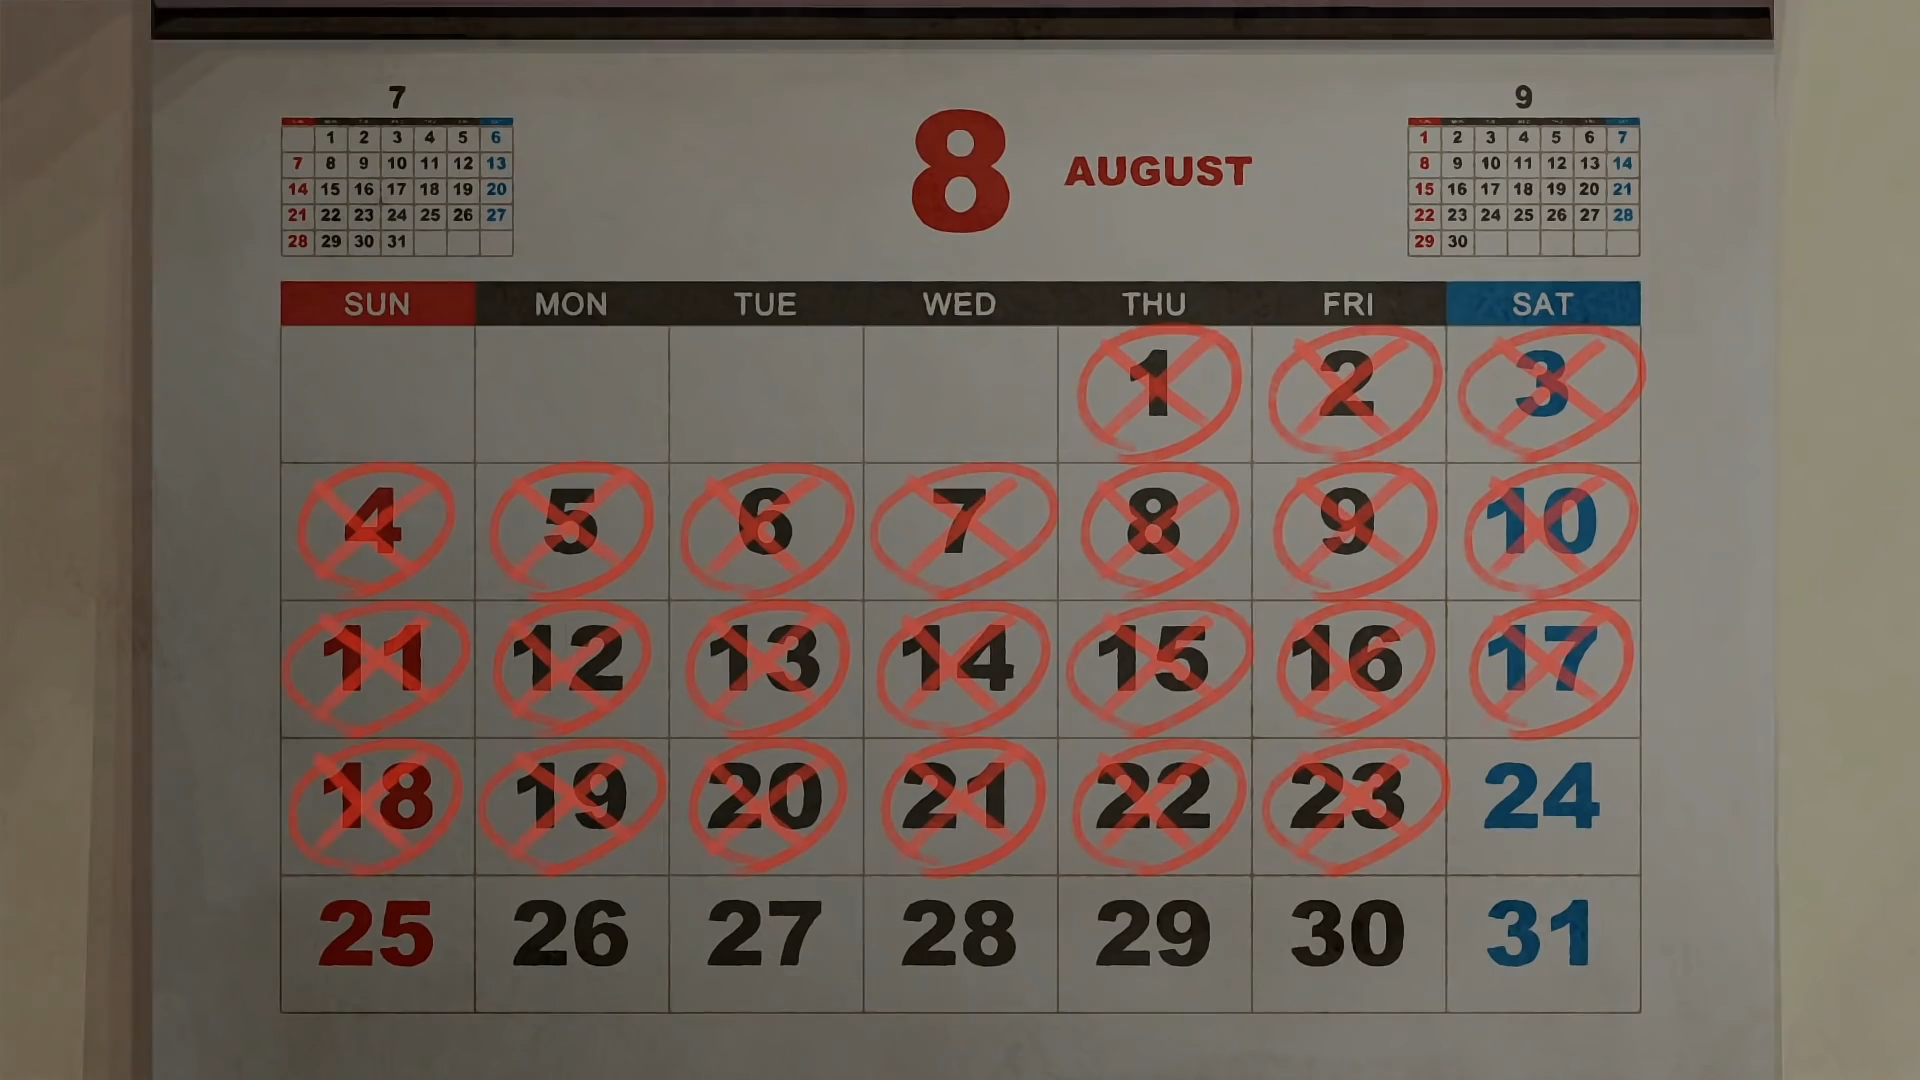 7
1 2 3 4 5 6
7 8 9 10 11 12 13
14 15 16 17 18 19 20
21 22 23 24 25 26 27
28 29 30 31
8 AUGUST
9
1 2 3 4 5 6 7
8 9 10 11 12 13 14
15 16 17 18 19 20 21
22 23 24 25 26 27 28
29 30
SUN MON TUE WED THU FRI SAT
1 2 3
4 5 6 7 8 9 10
11 12 13 14 15 16 17
18 19 20 21 22 23 24
25 26 27 28 29 30 31